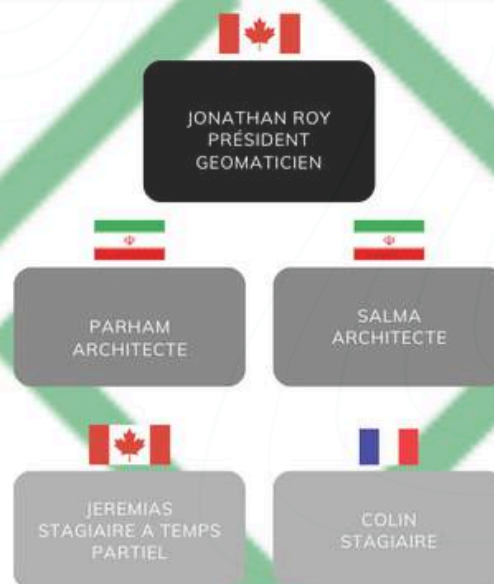 JONATHAN ROY
PRÉSIDENT
GEOMATICIEN
PARHAM
ARCHITECTE
SALMA
ARCHITECTE
JEREMIAS
STAGIAIRE A TEMPS
PARTIEL
COLIN
STAGIAIRE